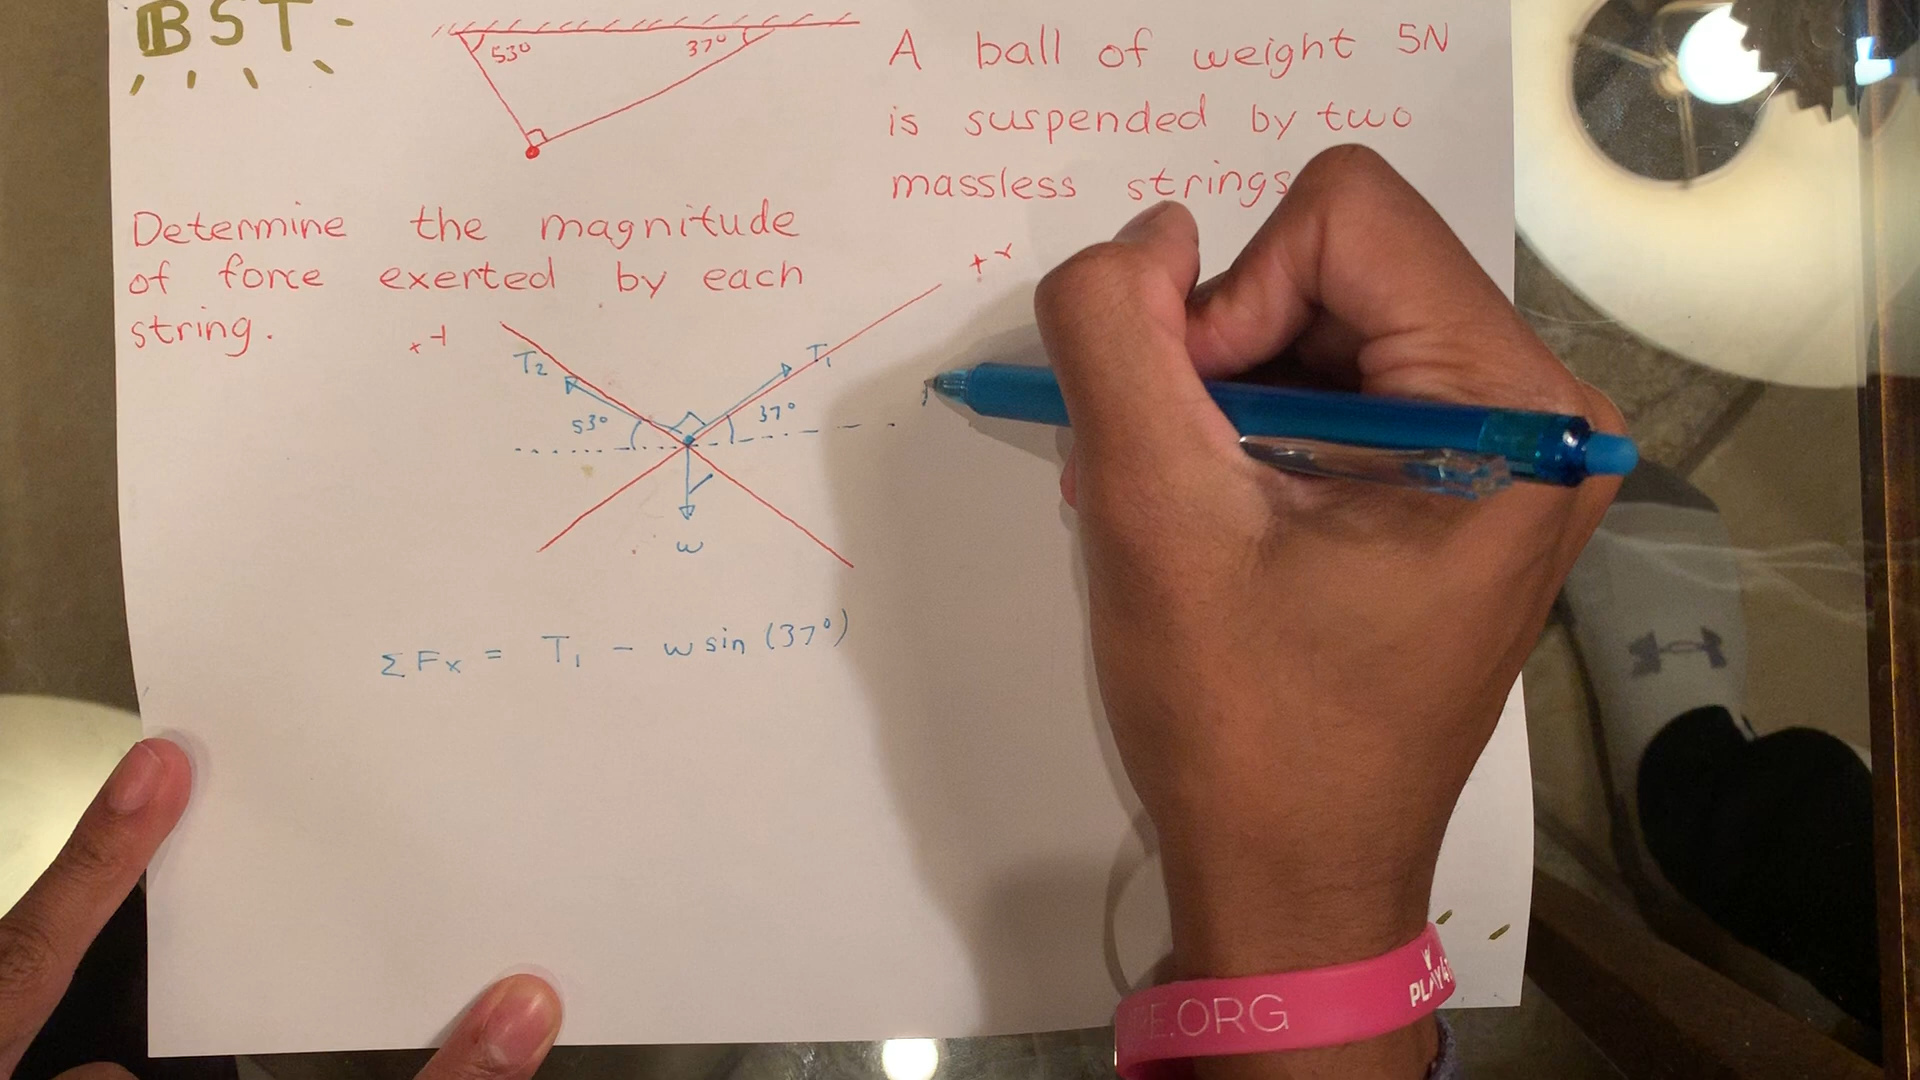 BST
53° 37°
A ball of weight 5N
is suspended by two
massless strings
Determine the magnitude
of force exerted by each
string.
T2 T1
53° 37°
w
ΣFx = T1 - w sin (37°)
E.ORG